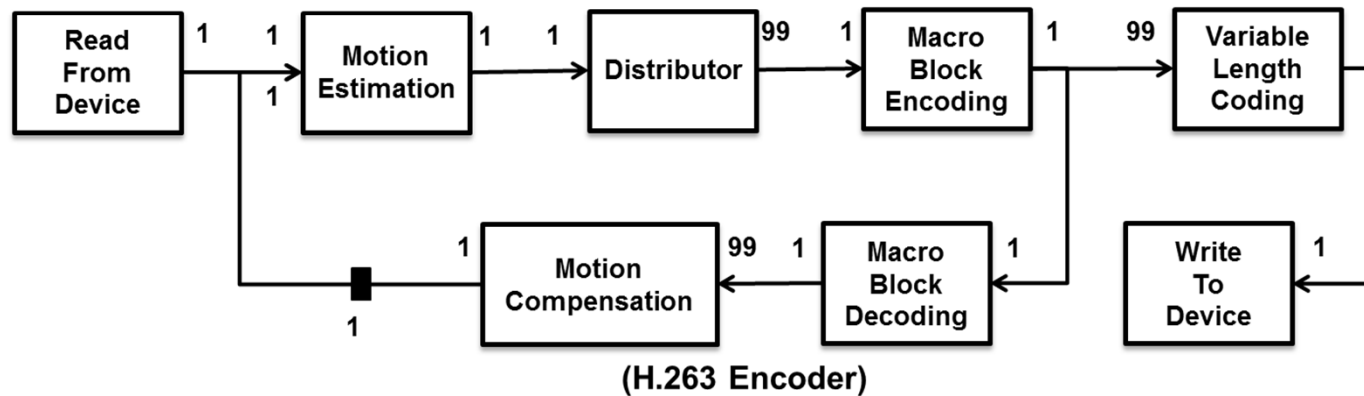 Read
From
Device
1
1
1
Motion
Estimation
1
1
Distributor
99
1
Macro
Block
Encoding
1
99
Variable
Length
Coding
1
1
Motion
Compensation
99
1
Macro
Block
Decoding
1
Write
To
Device
1
(H.263 Encoder)